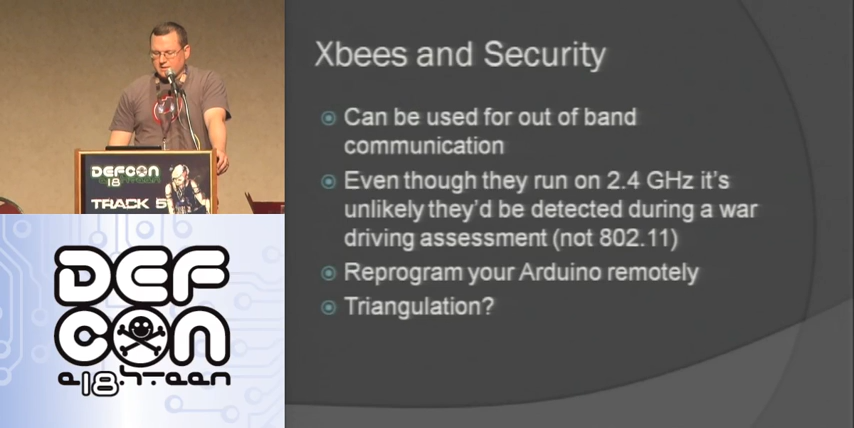 DEFCON
18
TRACK 5
DEF
CON
Xbees and Security
Can be used for out of band
communication
Even though they run on 2.4 GHz it's
unlikely they'd be detected during a war
driving assessment (not 802.11)
Reprogram your Arduino remotely
Triangulation?